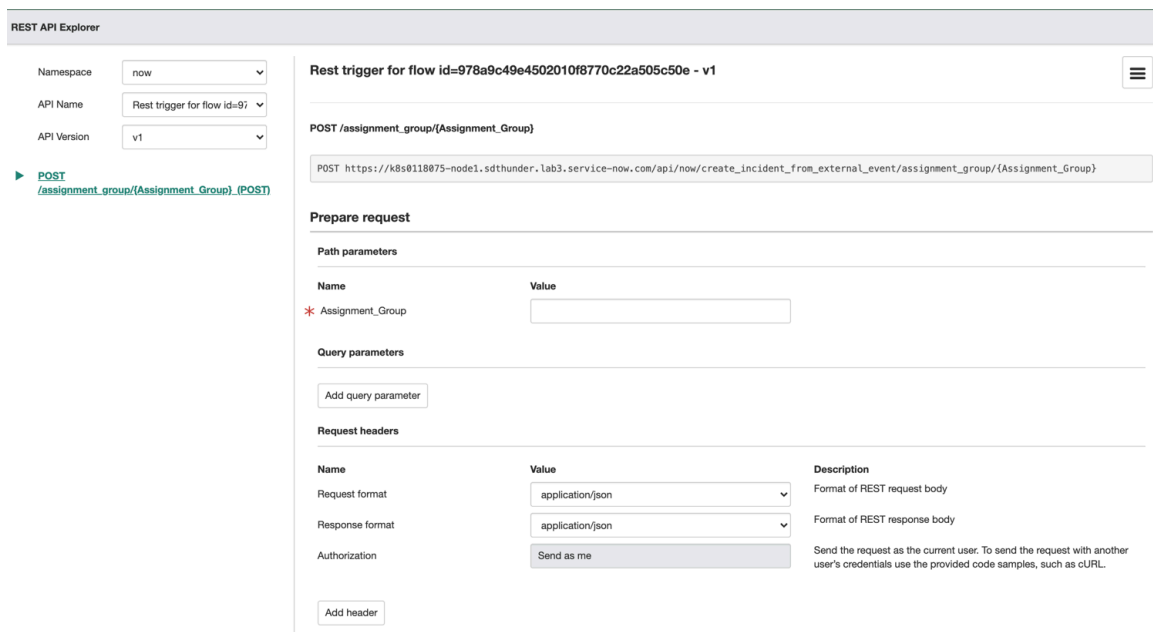 REST API Explorer
Namespace
now
API Name
Rest trigger for flow id=97
API Version
v1
POST
/assignment_group/{Assignment_Group} (POST)
Rest trigger for flow id=978a9c49e4502010f8770c22a505c50e - v1
POST /assignment_group/{Assignment_Group}
POST https://k8s0118075-node1.sdthunder.lab3.service-now.com/api/now/create_incident_from_external_event/assignment_group/{Assignment_Group}
Prepare request
Path parameters
Name Value
* Assignment_Group
Query parameters
Add query parameter
Request headers
Name Value Description
Request format application/json Format of REST request body
Response format application/json Format of REST response body
Authorization Send as me Send the request as the current user. To send the request with another
user's credentials use the provided code samples, such as cURL.
Add header